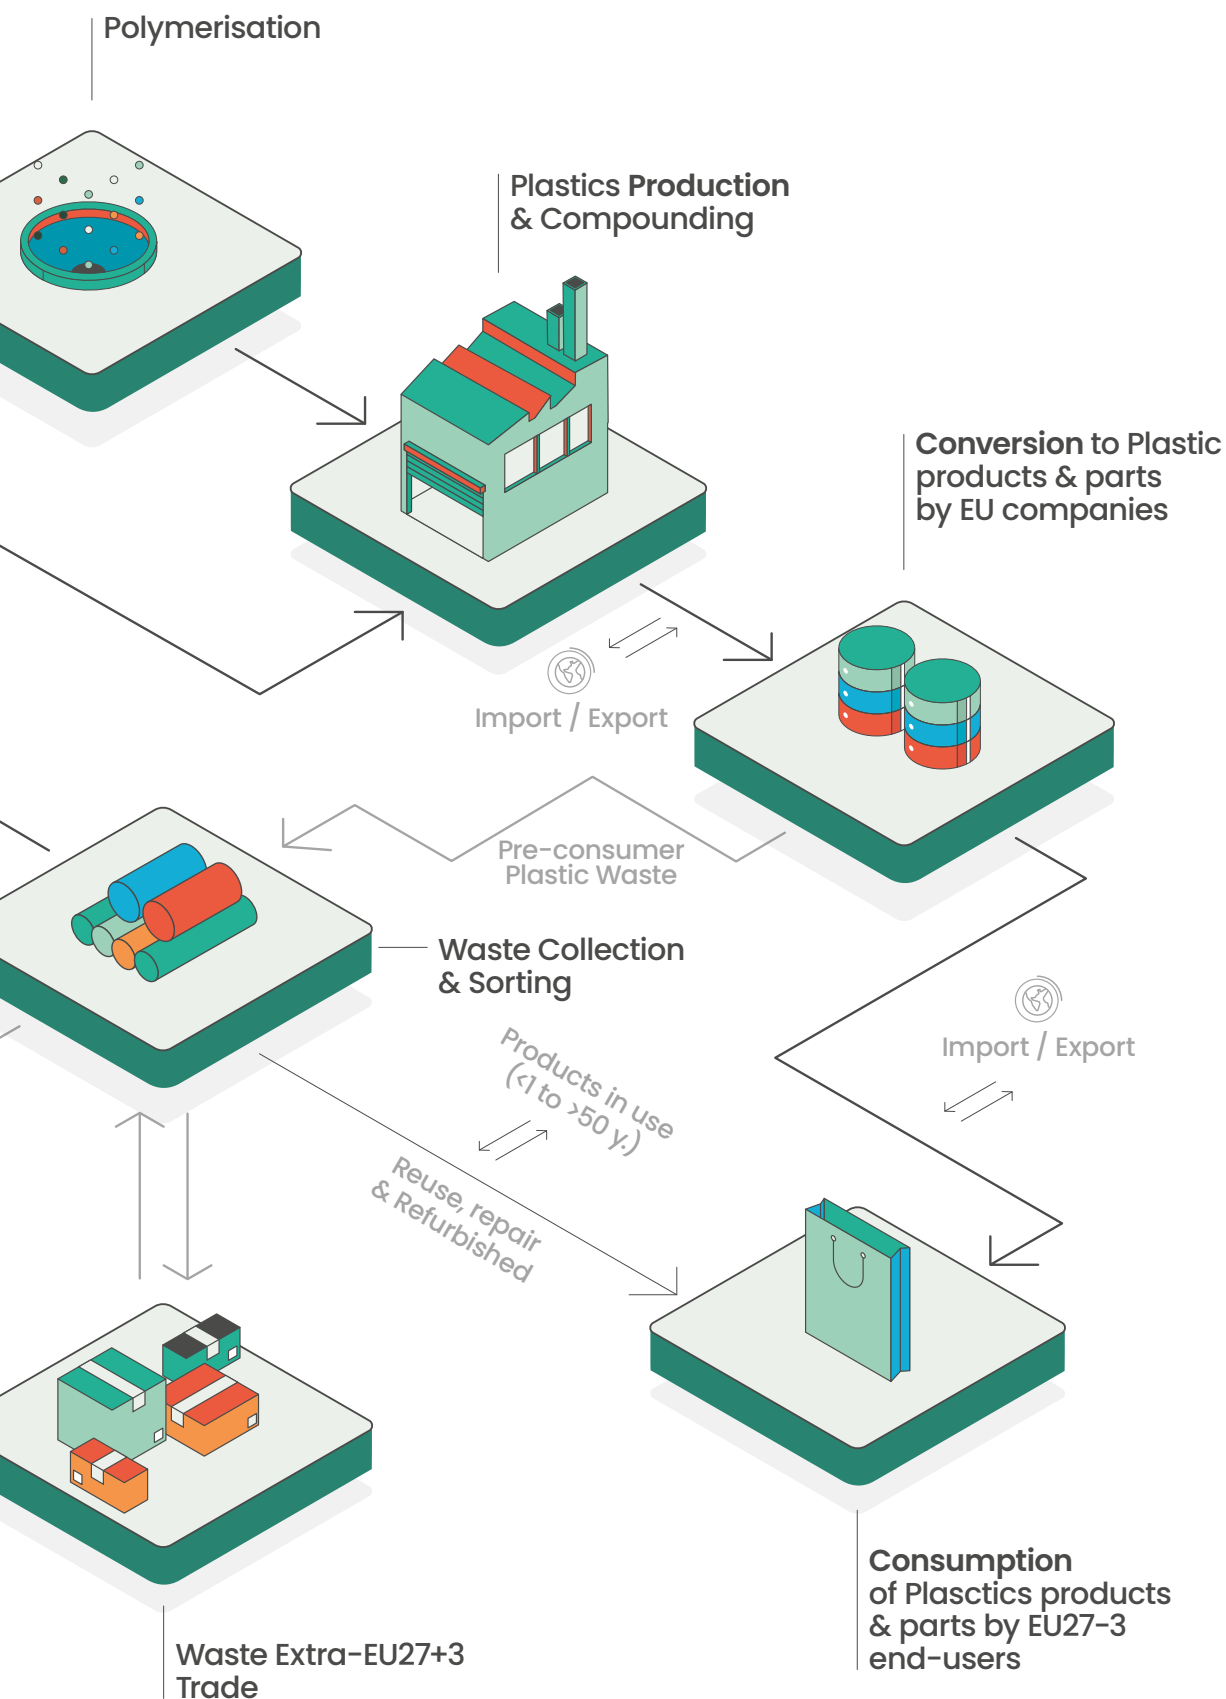 Polymerisation
Plastics Production
& Compounding
Conversion to Plastic
products & parts
by EU companies
Import / Export
Pre-consumer
Plastic Waste
Waste Collection
& Sorting
Import / Export
Products in use
(<1 to >50 y.)
Reuse, repair
& Refurbished
Consumption
of Plasctics products
& parts by EU27-3
end-users
Waste Extra-EU27+3
Trade